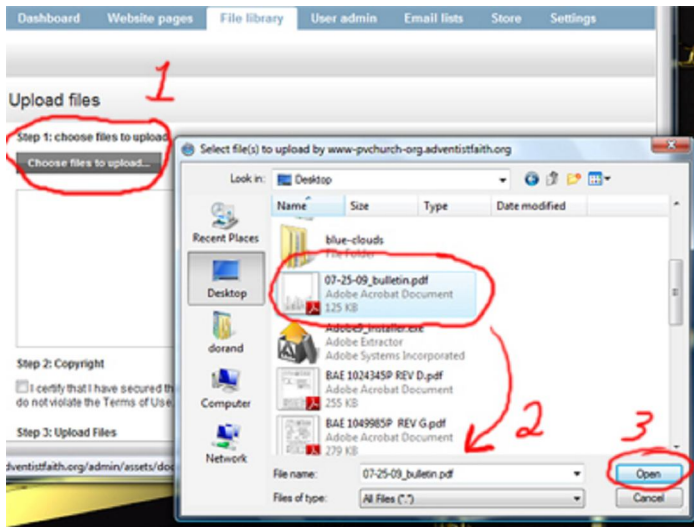 Dashboard Website pages File library User admin Email lists Store Settings
1
Upload files
Step 1: choose files to upload
Choose files to upload...
Select file(s) to upload by www-pvchurch-org.adventistfaith.org
Look in: Desktop
Name Size Type Date modified
Recent Places
Desktop
dorand
Computer
Network
blue-clouds
File Folder
07-25-09_bulletin.pdf
Adobe Acrobat Document
125 KB
Adobe9_Installer.exe
Adobe Extractor
Adobe Systems Incorporated
BAE 1024345P REV D.pdf
Adobe Acrobat Document
255 KB
BAE 1049985P REV G.pdf
Adobe Acrobat Document
279 KB
2
3
File name: 07-25-09_bulletin.pdf Open
Files of type: All Files (*.*) Cancel
Step 2: Copyright
I certify that I have secured th
do not violate the Terms of Use.
Step 3: Upload Files
dventistfaith.org/admin/assets/doc